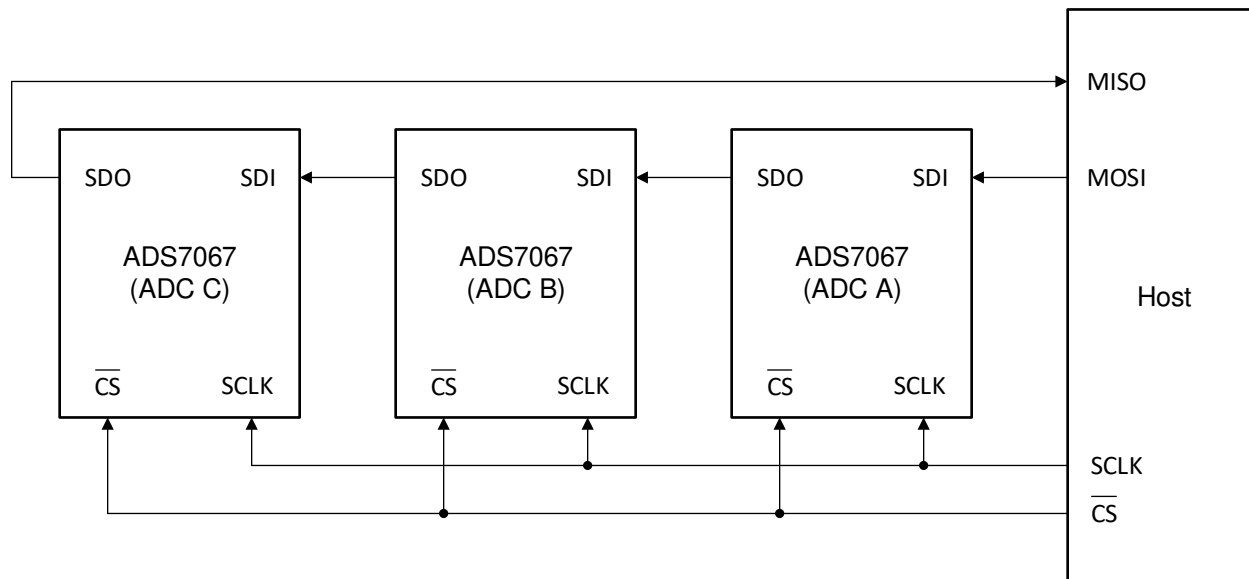 MISO
SDO SDI SDO SDI SDO SDI MOSI
ADS7067 ADS7067 ADS7067
(ADC C) (ADC B) (ADC A)
Host
CS SCLK CS SCLK CS SCLK
SCLK
CS